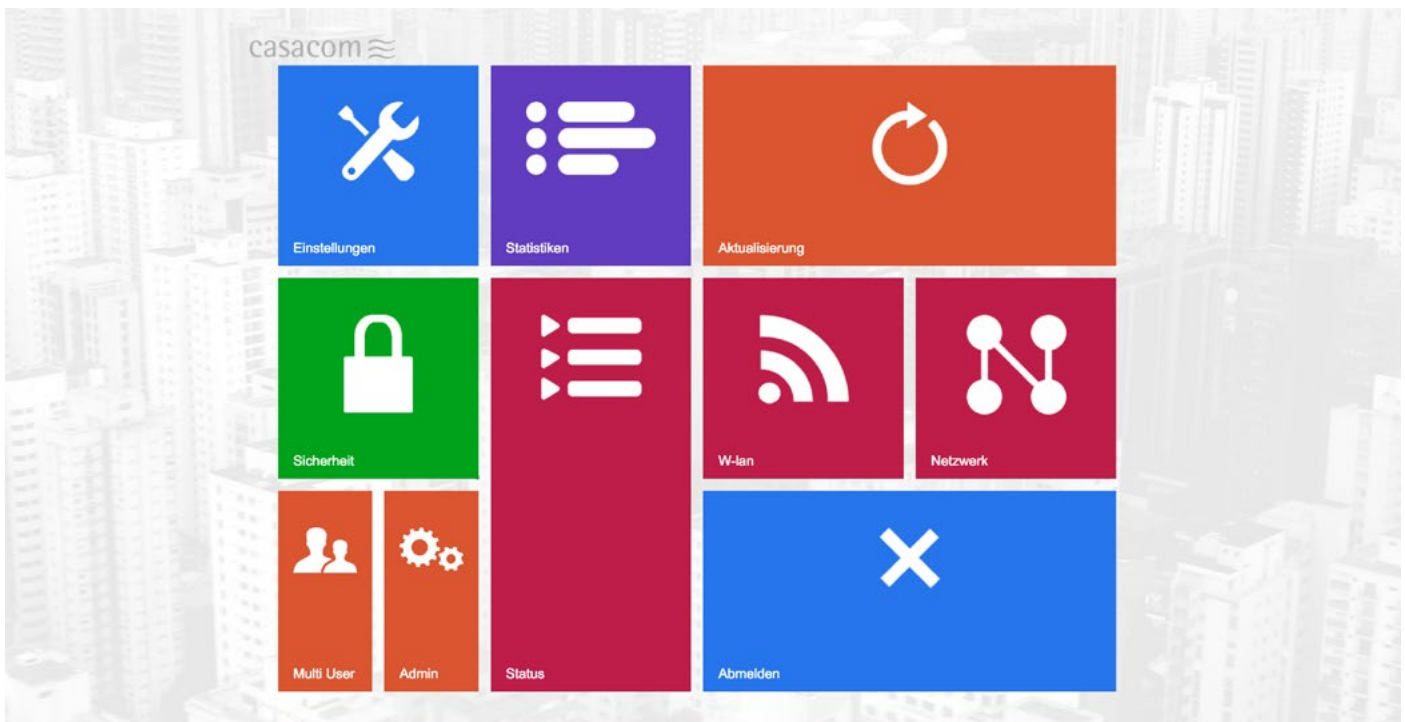 casacom
Einstellungen
Statistiken
Aktualisierung
Sicherheit
W-lan
Netzwerk
Multi User
Admin
Status
Abmelden